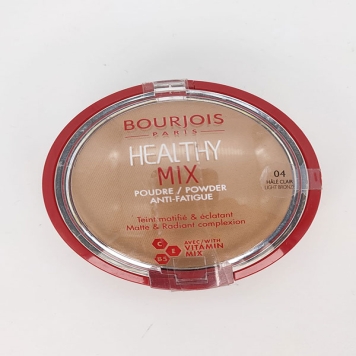 BOURJOIS
PARIS
HEALTHY
MIX
POUDRE / POWDER
ANTI-FATIGUE
Teint matifié & éclatant
Matte & Radiant complexion
C
E
B5
AVEC/WITH
VITAMIN
MIX
04
HÂLÉ CLAIR
LIGHT BRONZE